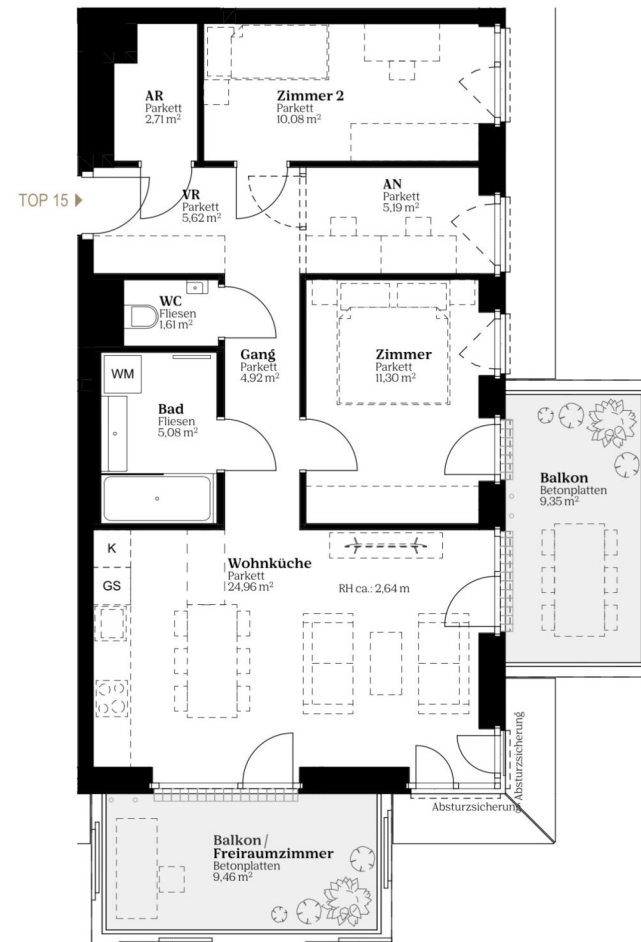 AR
Parkett
2,71 m²
Zimmer 2
Parkett
10,08 m²
TOP 15
VR
Parkett
5,62 m²
AN
Parkett
5,19 m²
WC
Fliesen
1,61 m²
Gang
Parkett
4,92 m²
Zimmer
Parkett
11,30 m²
WM
Bad
Fliesen
5,08 m²
Balkon
Betonplatten
9,35 m²
K
GS
Wohnküche
Parkett
24,96 m²
RH ca.: 2,64 m
Absturzsicherung
Absturzsicherung
Balkon /
Freiraumzimmer
Betonplatten
9,46 m²